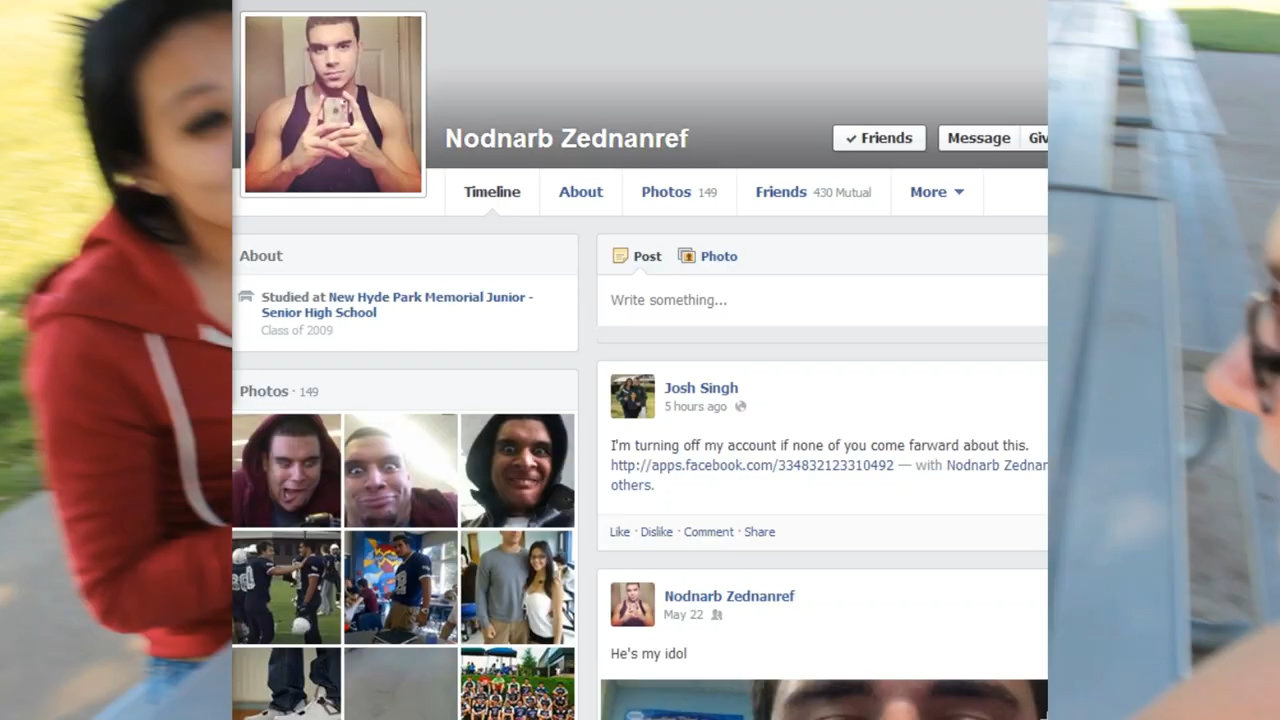 Nodnarb Zednanref
Friends
Message
Giv
Timeline
About
Photos 149
Friends 430 Mutual
More
About
Studied at New Hyde Park Memorial Junior -
Senior High School
Class of 2009
Photos · 149
Post
Photo
Write something...
Josh Singh
5 hours ago
I'm turning off my account if none of you come farward about this.
http://apps.facebook.com/334832123310492 — with Nodnarb Zednar
others.
Like · Dislike · Comment · Share
Nodnarb Zednanref
May 22
He's my idol